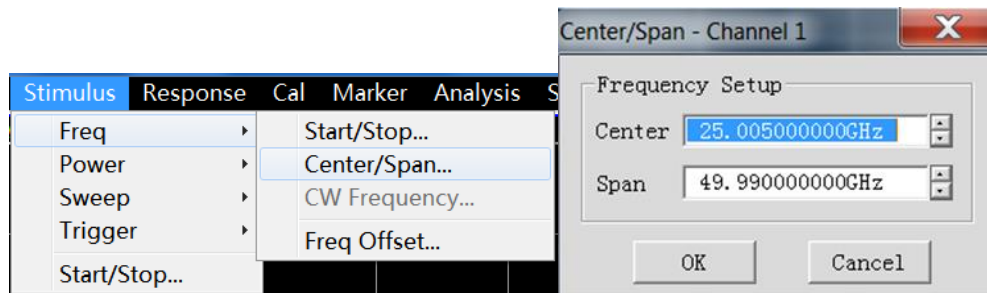 Center/Span - Channel 1
Stimulus Response Cal Marker Analysis S
Freq
Power
Sweep
Trigger
Start/Stop...
Start/Stop...
Center/Span...
CW Frequency...
Freq Offset...
Frequency Setup
Center 25.005000000GHz
Span 49.990000000GHz
OK Cancel